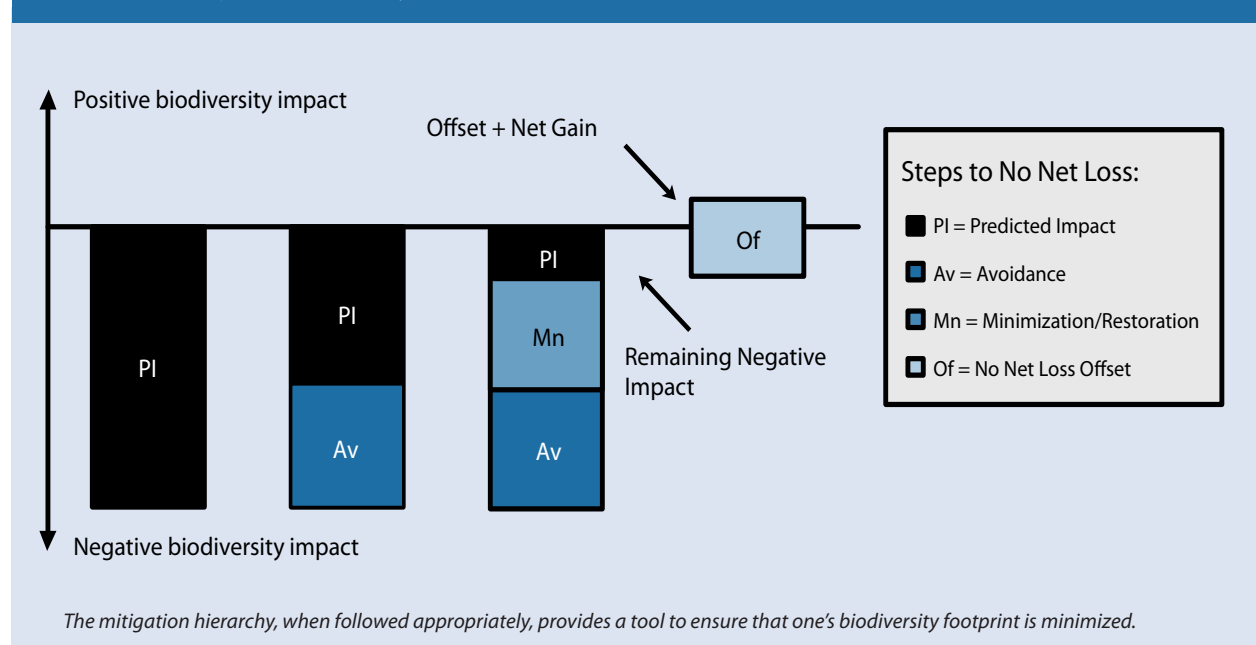 Positive biodiversity impact
Offset + Net Gain
Of
PI
PI
Av
PI
Mn
Av
Remaining Negative
Impact
Negative biodiversity impact
Steps to No Net Loss:
PI = Predicted Impact
Av = Avoidance
Mn = Minimization/Restoration
Of = No Net Loss Offset
The mitigation hierarchy, when followed appropriately, provides a tool to ensure that one’s biodiversity footprint is minimized.